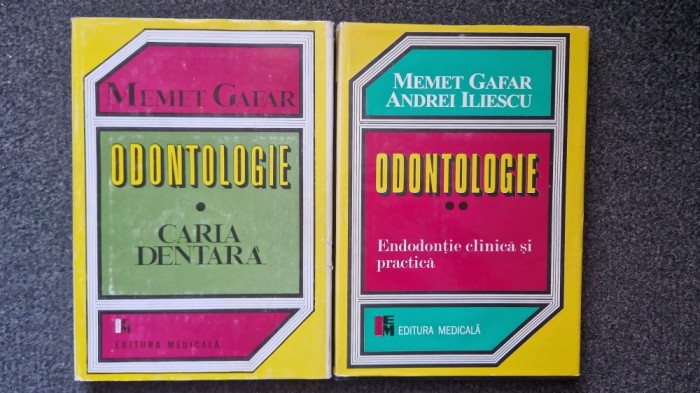 MEMET GAFAR
ODONTOLOGIE
•
CARIA
DENTARĂ
EM
EDITURA MEDICALĂ
MEMET GAFAR
ANDREI ILIESCU
ODONTOLOGIE
••
Endodonție clinică și
practică
EM EDITURA MEDICALĂ